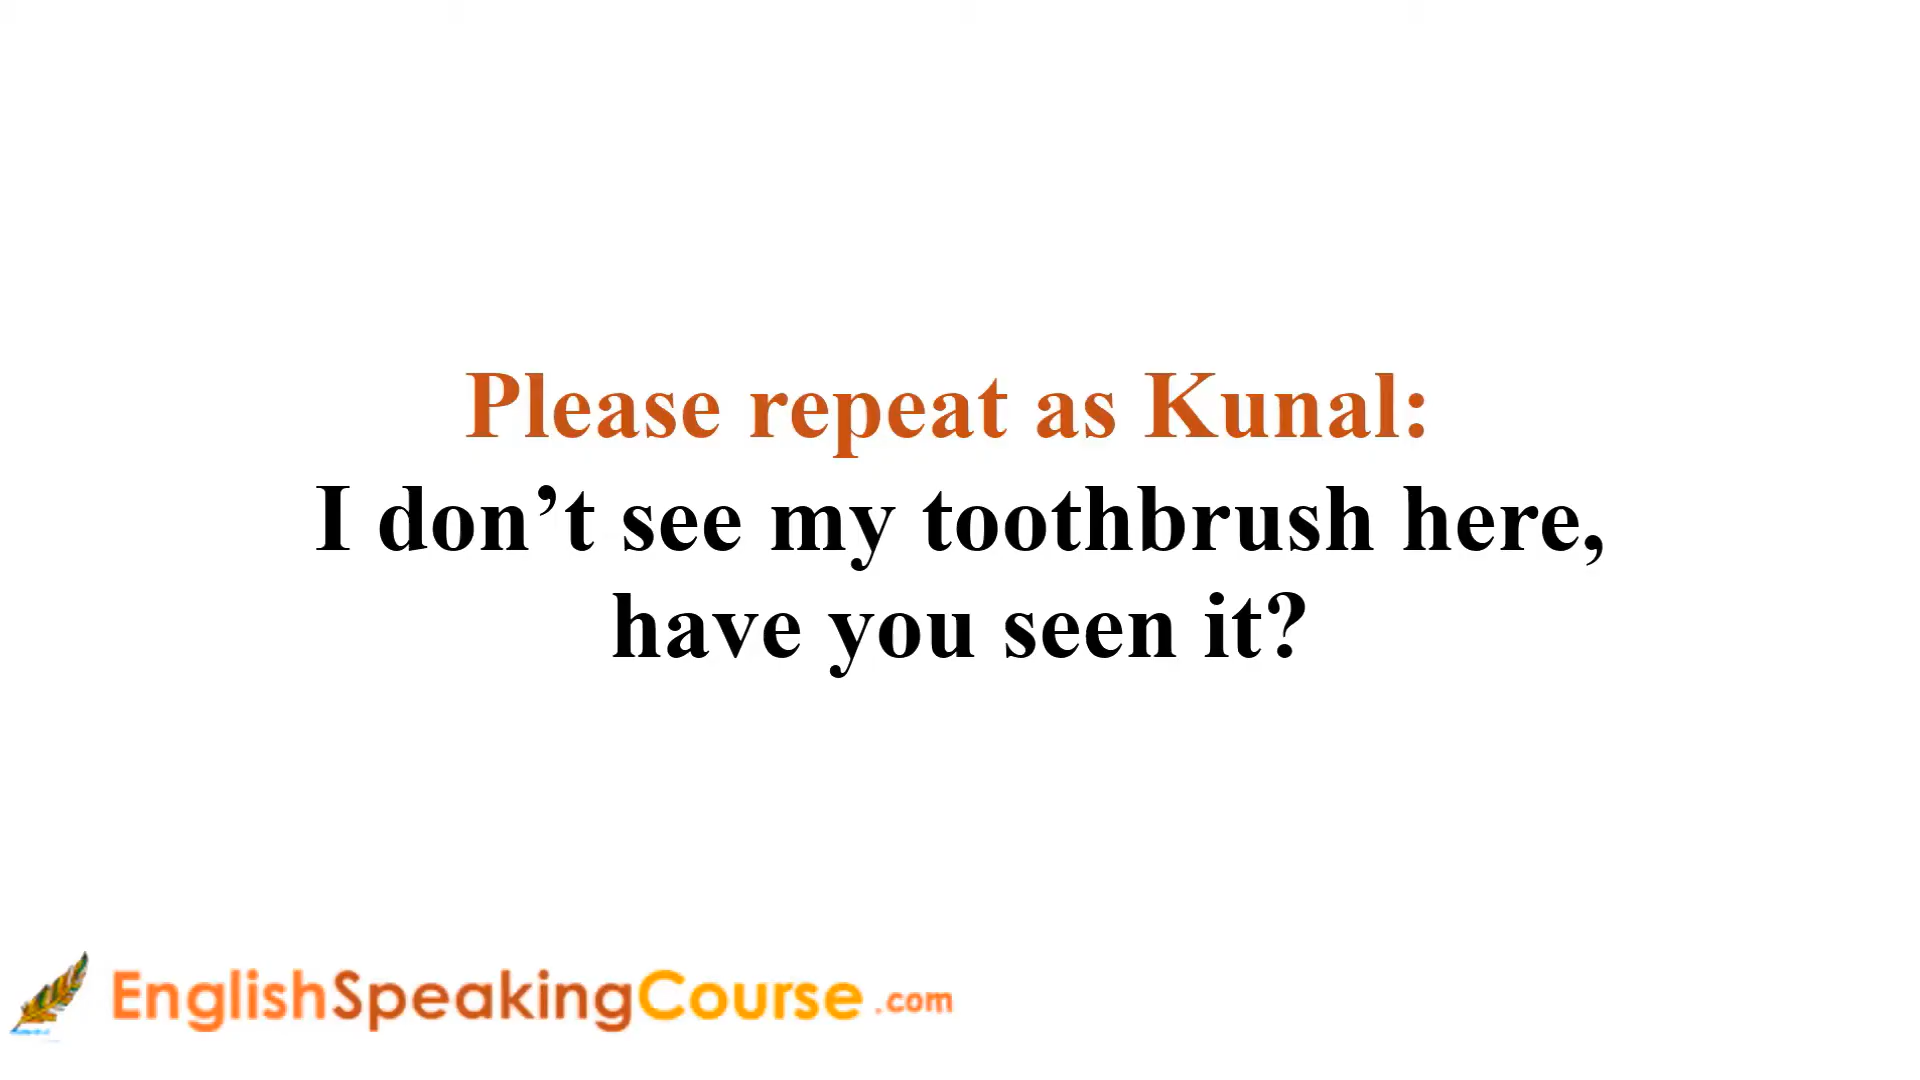 Please repeat as Kunal:
I don’t see my toothbrush here,
have you seen it?
EnglishSpeakingCourse.com